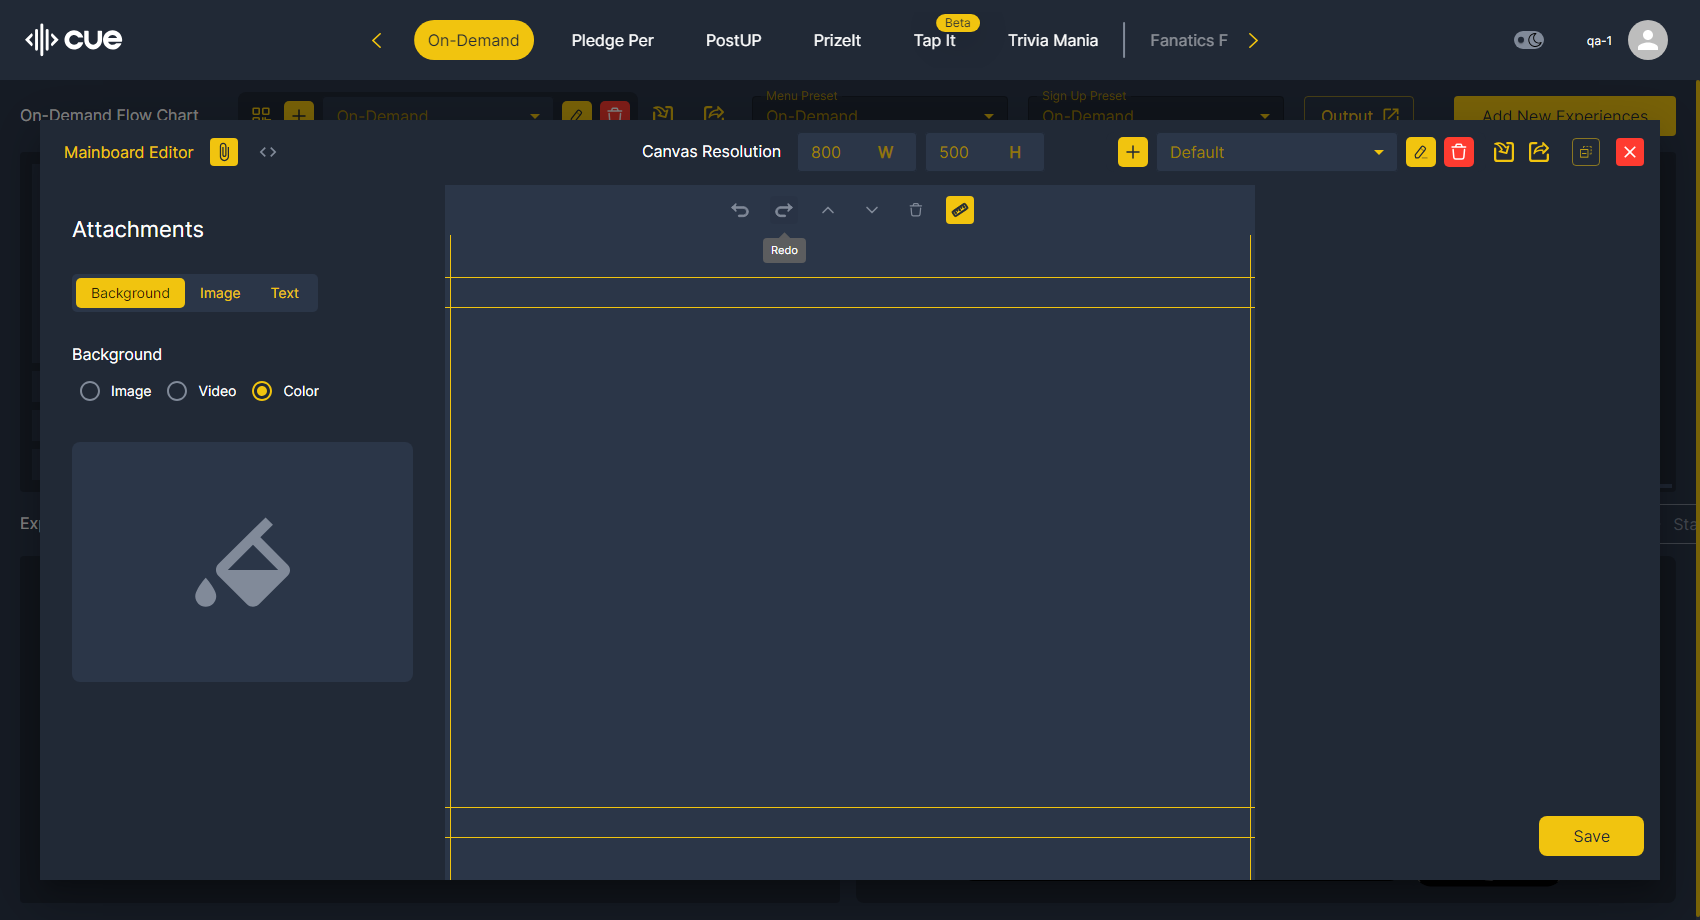 cue
On-Demand
Pledge Per
PostUP
PrizeIt
Tap It
Beta
Trivia Mania
Fanatics F
qa-1
On-Demand Flow Chart
On-Demand
Menu Preset
On-Demand
Sign Up Preset
On-Demand
Output
Add New Experiences
Mainboard Editor
Canvas Resolution
800 W
500 H
Default
Redo
Attachments
Background
Image
Text
Background
Image
Video
Color
Exp
Sta
Save